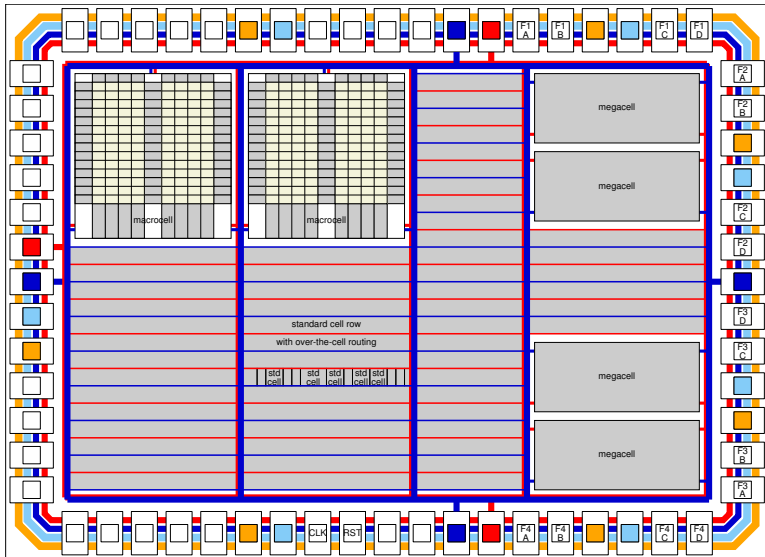 F1 A
F1 B
F1 C
F1 D
F2 A
megacell
megacell
F2 C
macrocell
macrocell
F2 D
F3 D
standard cell row
with over-the-cell routing
F3 C
std cell
std cell
std cell
std cell
std cell
megacell
megacell
F3 B
F3 A
CLK
RST
F4 A
F4 B
F4 C
F4 D